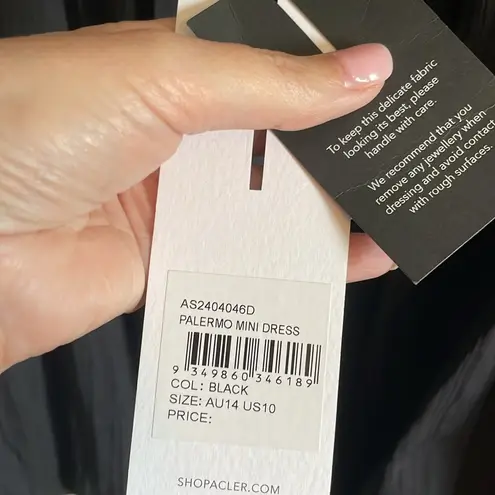 To keep this delicate fabric
looking its best, please
handle with care.
We recommend that you
remove any jewellery when
dressing and avoid contact
with rough surfaces.
AS2404046D
PALERMO MINI DRESS
9 349860 346189
COL: BLACK
SIZE: AU14 US10
PRICE:
SHOPACLER.COM